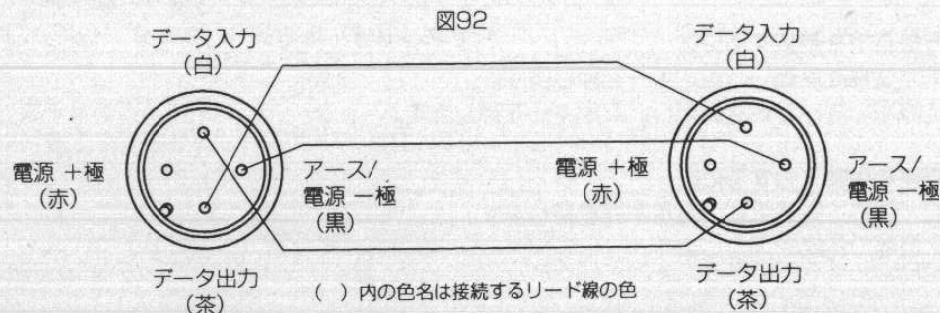 図92
データ入力
(白)
電源 +極
(赤)
アース/
電源 -極
(黒)
データ出力
(茶)
データ入力
(白)
電源 +極
(赤)
アース/
電源 -極
(黒)
データ出力
(茶)
( )内の色名は接続するリード線の色